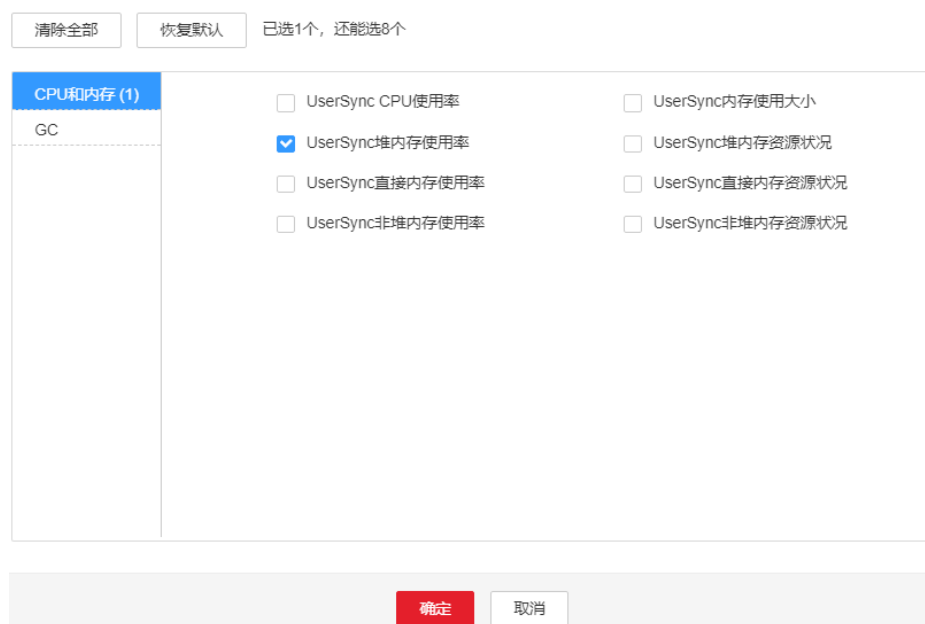 清除全部 恢复默认 已选1个，还能选8个
CPU和内存 (1)
GC
UserSync CPU使用率 UserSync内存使用大小
UserSync堆内存使用率 UserSync堆内存资源状况
UserSync直接内存使用率 UserSync直接内存资源状况
UserSync非堆内存使用率 UserSync非堆内存资源状况
确定 取消